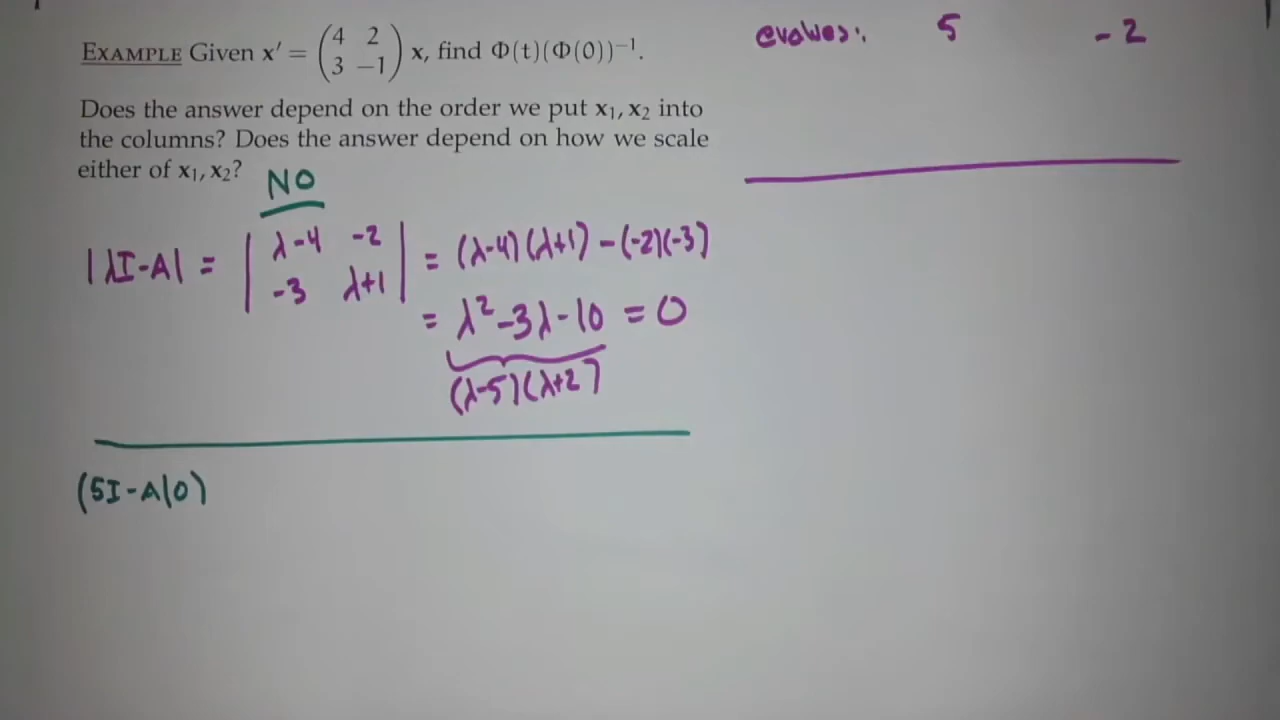 EXAMPLE Given x′ = (4 2 3 −1) x, find Φ(t)(Φ(0))⁻¹.
Does the answer depend on the order we put x₁, x₂ into
the columns? Does the answer depend on how we scale
either of x₁, x₂?
NO
|λI-A| = | λ-4 -2 -3 λ+1 | = (λ-4)(λ+1) - (-2)(-3)
= λ² - 3λ - 10 = 0
(λ-5)(λ+2)
(5I-A|0)
evalues: 5 -2